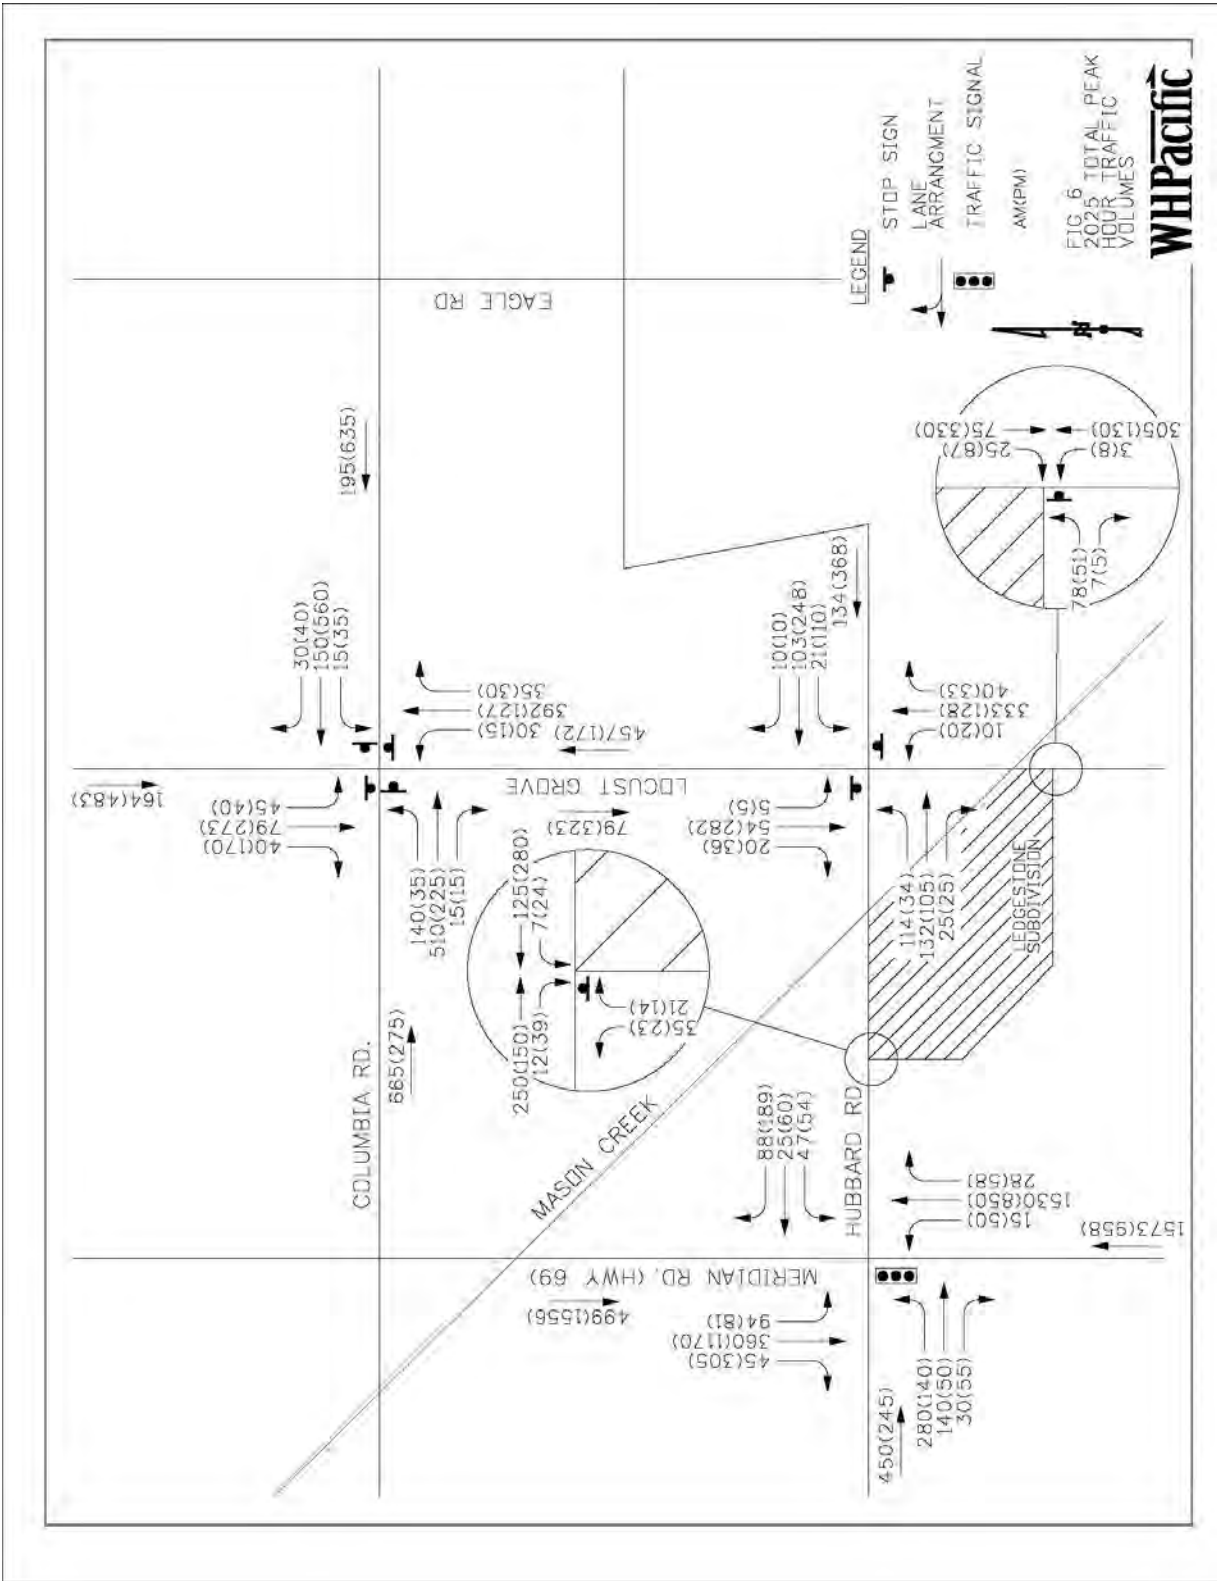 164(483)
45(40)
79(273)
40(170)
30(40)
150(560)
15(35)
195(635)
COLUMBIA RD.
665(275)
140(35)
510(225)
15(15)
35(30)
392(127)
30(15)
457(172)
LOCUST GROVE
79(323)
EAGLE RD
250(150)
12(39)
125(280)
7(24)
21(14)
35(23)
MASON CREEK
MERIDIAN RD. (HWY 69)
499(1556)
94(81)
360(1170)
45(305)
88(189)
25(60)
47(54)
HUBBARD RD
450(245)
280(140)
140(50)
30(55)
28(58)
1530(850)
15(50)
1573(958)
5(5)
54(282)
20(36)
10(10)
103(248)
21(110)
134(368)
114(34)
132(105)
25(25)
40(33)
333(128)
10(20)
LEDGESTONE
SUBDIVISION
75(330)
25(87)
305(130)
3(8)
78(51)
7(5)
N
LEGEND
STOP SIGN
LANE
ARRANGMENT
TRAFFIC SIGNAL
AM(PM)
FIG 6
2025 TOTAL PEAK
HOUR TRAFFIC
VOLUMES
WHPacific